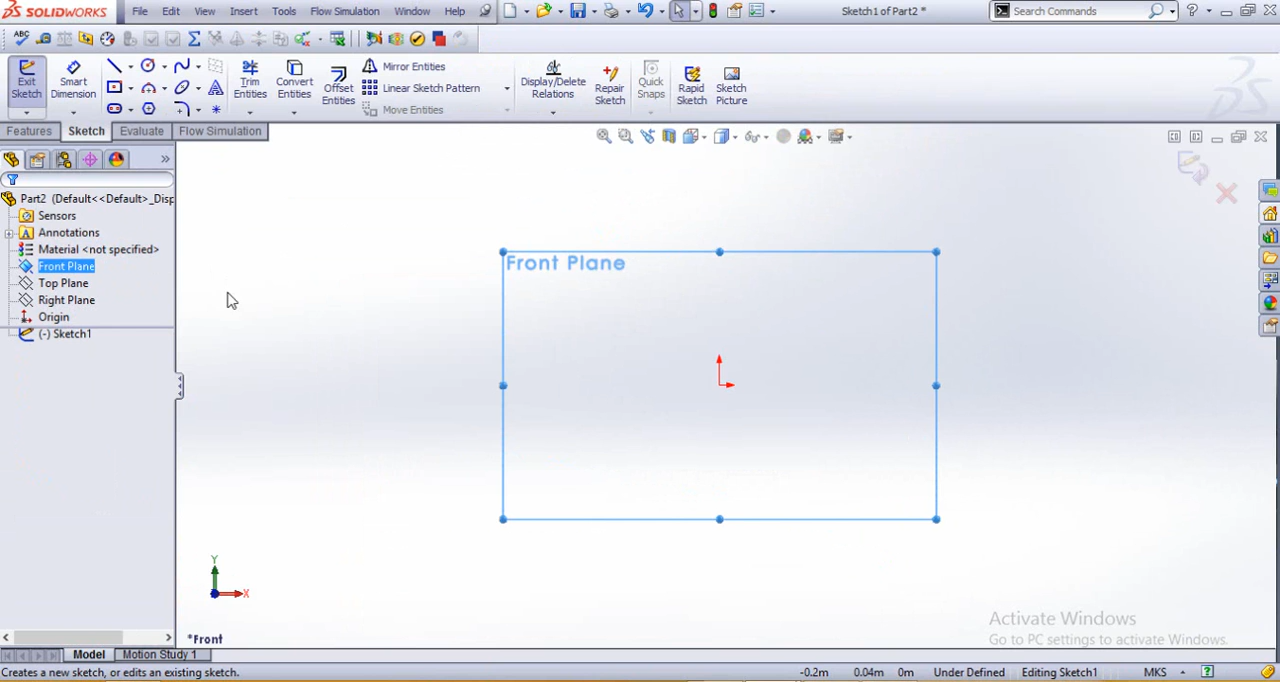 SOLIDWORKS File Edit View Insert Tools Flow Simulation Window Help Sketch1 of Part2 * Search Commands
ABC
Exit Sketch Smart Dimension Trim Entities Convert Entities Offset Entities Mirror Entities Linear Sketch Pattern Move Entities Display/Delete Relations Repair Sketch Quick Snaps Rapid Sketch Sketch Picture
Features Sketch Evaluate Flow Simulation
Part2 (Default<<Default>_Disp
Sensors
Annotations
Material <not specified>
Front Plane
Top Plane
Right Plane
Origin
(-) Sketch1
Front Plane
Y
X
*Front
Activate Windows
Go to PC settings to activate Windows.
Model Motion Study 1
Creates a new sketch, or edits an existing sketch. -0.2m 0.04m 0m Under Defined Editing Sketch1 MKS